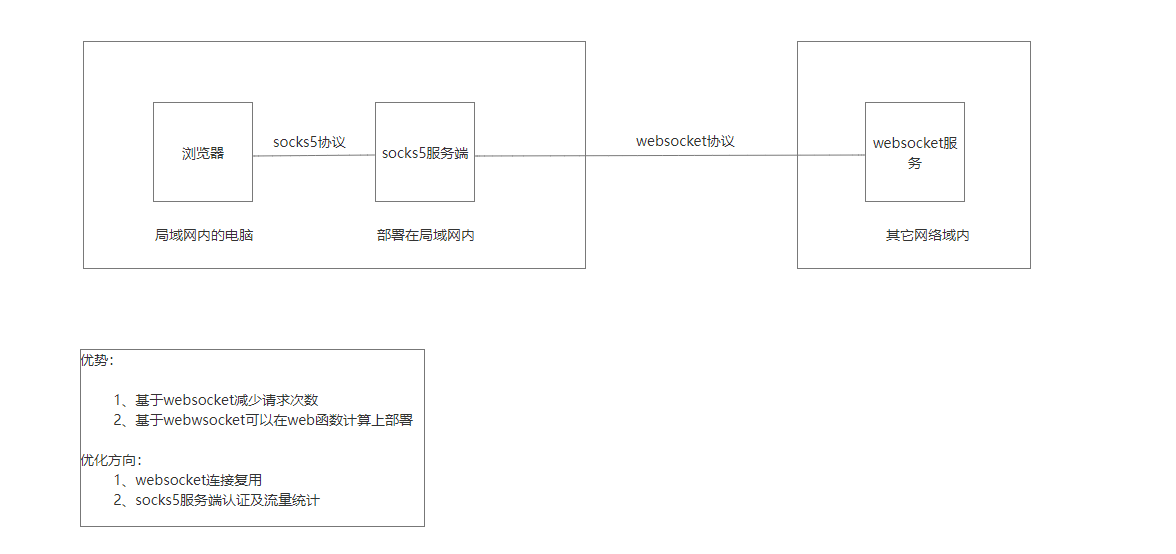 浏览器
socks5协议
socks5服务端
websocket协议
websocket服
务
局域网内的电脑
部署在局域网内
其它网络域内
优势：
1、基于websocket减少请求次数
2、基于webwsocket可以在web函数计算上部署
优化方向：
1、websocket连接复用
2、socks5服务端认证及流量统计